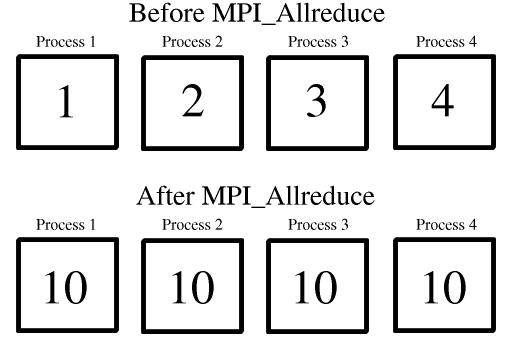 Before MPI_Allreduce
Process 1 Process 2 Process 3 Process 4
1 2 3 4
After MPI_Allreduce
Process 1 Process 2 Process 3 Process 4
10 10 10 10